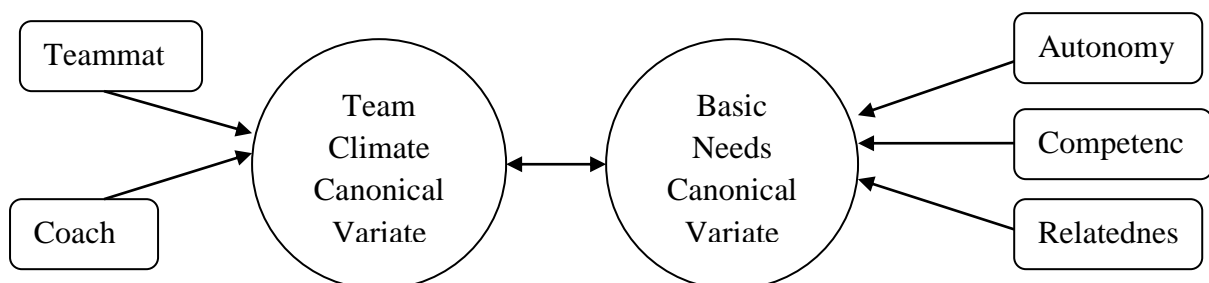 Teammat
Coach
Team
Climate
Canonical
Variate
Basic
Needs
Canonical
Variate
Autonomy
Competenc
Relatednes